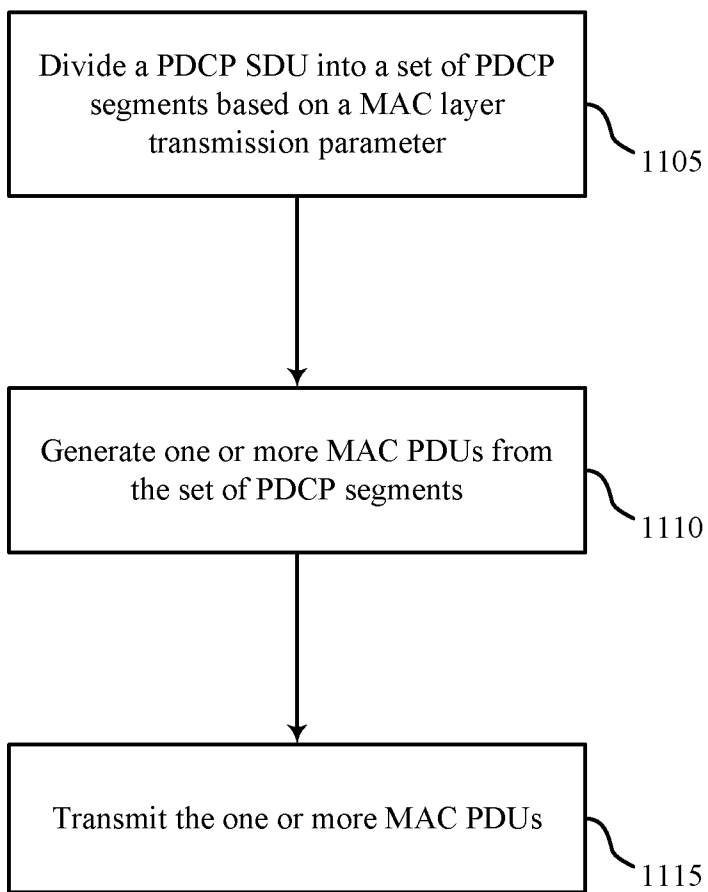 Divide a PDCP SDU into a set of PDCP
segments based on a MAC layer
transmission parameter
1105
Generate one or more MAC PDUs from
the set of PDCP segments
1110
Transmit the one or more MAC PDUs
1115